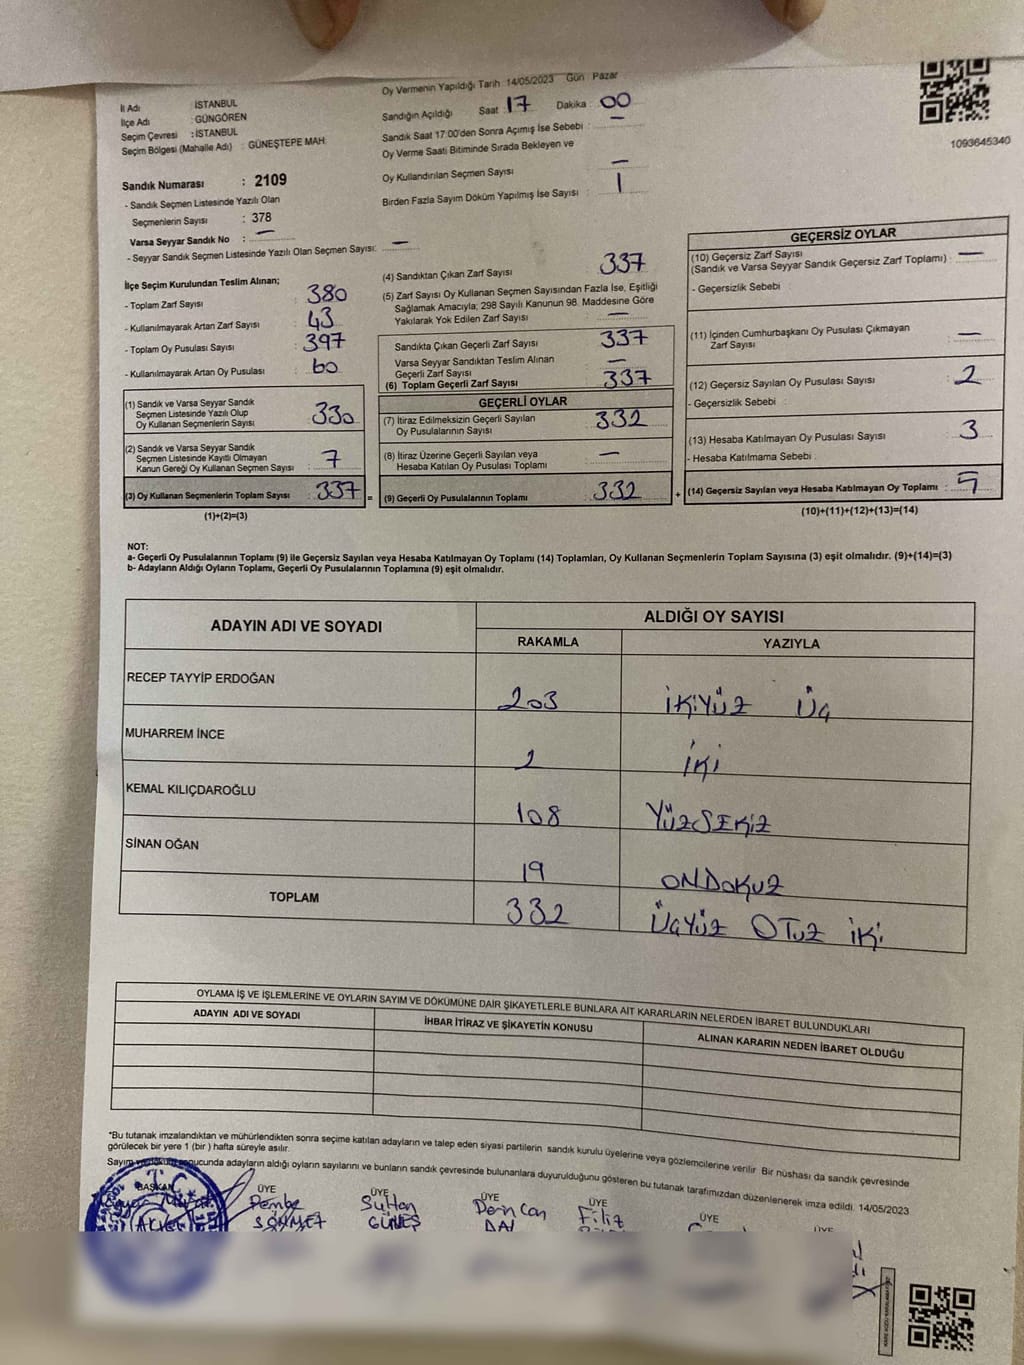 İl Adı : İSTANBUL
İlçe Adı : GÜNGÖREN
Seçim Çevresi : İSTANBUL
Seçim Bölgesi (Mahalle Adı) : GÜNEŞTEPE MAH.
Sandık Numarası : 2109
- Sandık Seçmen Listesinde Yazılı Olan
Seçmenlerin Sayısı : 378
Varsa Seyyar Sandık No : —
- Seyyar Sandık Seçmen Listesinde Yazılı Olan Seçmen Sayısı: —
Oy Vermenin Yapıldığı Tarih 14/05/2023 Gün Pazar
Sandığın Açıldığı Saat 17 Dakika : 00
Sandık Saat 17:00'den Sonra Açımış İse Sebebi : —
Oy Verme Saati Bitiminde Sırada Bekleyen ve
Oy Kullandırılan Seçmen Sayısı —
Birden Fazla Sayım Döküm Yapılmış İse Sayısı : 1
1093645340
İlçe Seçim Kurulundan Teslim Alınan;
- Toplam Zarf Sayısı : 380
- Kullanılmayarak Artan Zarf Sayısı : 43
- Toplam Oy Pusulası Sayısı : 397
- Kullanılmayarak Artan Oy Pusulası : 60
(1) Sandık ve Varsa Seyyar Sandık
Seçmen Listesinde Yazılı Olup
Oy Kullanan Seçmenlerin Sayısı : 330
(2) Sandık ve Varsa Seyyar Sandık
Seçmen Listesinde Kayıtlı Olmayan
Kanun Gereği Oy Kullanan Seçmen Sayısı : 7
(3) Oy Kullanan Seçmenlerin Toplam Sayısı : 337 =
(1)+(2)=(3)
(4) Sandıktan Çıkan Zarf Sayısı : 337
(5) Zarf Sayısı Oy Kullanan Seçmen Sayısından Fazla İse, Eşitliği
Sağlamak Amacıyla; 298 Sayılı Kanunun 98. Maddesine Göre
Yakılarak Yok Edilen Zarf Sayısı : —
Sandıkta Çıkan Geçerli Zarf Sayısı : 337
Varsa Seyyar Sandıktan Teslim Alınan
Geçerli Zarf Sayısı : —
(6) Toplam Geçerli Zarf Sayısı : 337
GEÇERLİ OYLAR
(7) İtiraz Edilmeksizin Geçerli Sayılan
Oy Pusulalarının Sayısı : 332
(8) İtiraz Üzerine Geçerli Sayılan veya
Hesaba Katılan Oy Pusulası Toplamı : —
(9) Geçerli Oy Pusulalarının Toplamı : 332 +
GEÇERSİZ OYLAR
(10) Geçersiz Zarf Sayısı
(Sandık ve Varsa Seyyar Sandık Geçersiz Zarf Toplamı) : —
- Geçersizlik Sebebi :
(11) İçinden Cumhurbaşkanı Oy Pusulası Çıkmayan
Zarf Sayısı : —
(12) Geçersiz Sayılan Oy Pusulası Sayısı : 2
- Geçersizlik Sebebi :
(13) Hesaba Katılmayan Oy Pusulası Sayısı : 3
- Hesaba Katılmama Sebebi :
(14) Geçersiz Sayılan veya Hesaba Katılmayan Oy Toplamı : 5
(10)+(11)+(12)+(13)=(14)
NOT:
a- Geçerli Oy Pusulalarının Toplamı (9) ile Geçersiz Sayılan veya Hesaba Katılmayan Oy Toplamı (14) Toplamları, Oy Kullanan Seçmenlerin Toplam Sayısına (3) eşit olmalıdır. (9)+(14)=(3)
b- Adayların Aldığı Oyların Toplamı, Geçerli Oy Pusulalarının Toplamına (9) eşit olmalıdır.
ADAYIN ADI VE SOYADI ALDIĞI OY SAYISI
RAKAMLA YAZIYLA
RECEP TAYYİP ERDOĞAN 203 İKİYÜZ ÜÇ
MUHARREM İNCE 2 İKİ
KEMAL KILIÇDAROĞLU 108 YÜZSEKİZ
SİNAN OĞAN 19 ONDOKUZ
TOPLAM 332 ÜÇYÜZ OTUZ İKİ
OYLAMA İŞ VE İŞLEMLERİNE VE OYLARIN SAYIM VE DÖKÜMÜNE DAİR ŞİKAYETLERLE BUNLARA AİT KARARLARIN NELERDEN İBARET BULUNDUKLARI
ADAYIN ADI VE SOYADI İHBAR İTİRAZ VE ŞİKAYETİN KONUSU ALINAN KARARIN NEDEN İBARET OLDUĞU
*Bu tutanak imzalandıktan ve mühürlendikten sonra seçime katılan adayların ve talep eden siyasi partilerin sandık kurulu üyelerine veya gözlemcilerine verilir Bir nüshası da sandık çevresinde
görülecek bir yere 1 (bir ) hafta süreyle asılır.
Sayım sonucunda adayların aldığı oyların sayılarını ve bunların sandık çevresinde bulunanlara duyurulduğunu gösteren bu tutanak tarafımızdan düzenlenerek imza edildi. 14/05/2023
BAŞKAN ÜYE ÜYE ÜYE ÜYE ÜYE ÜYE
Pembe Sultan Dercan Filiz
SÖHMET GÜNEŞ DAL
T.C.